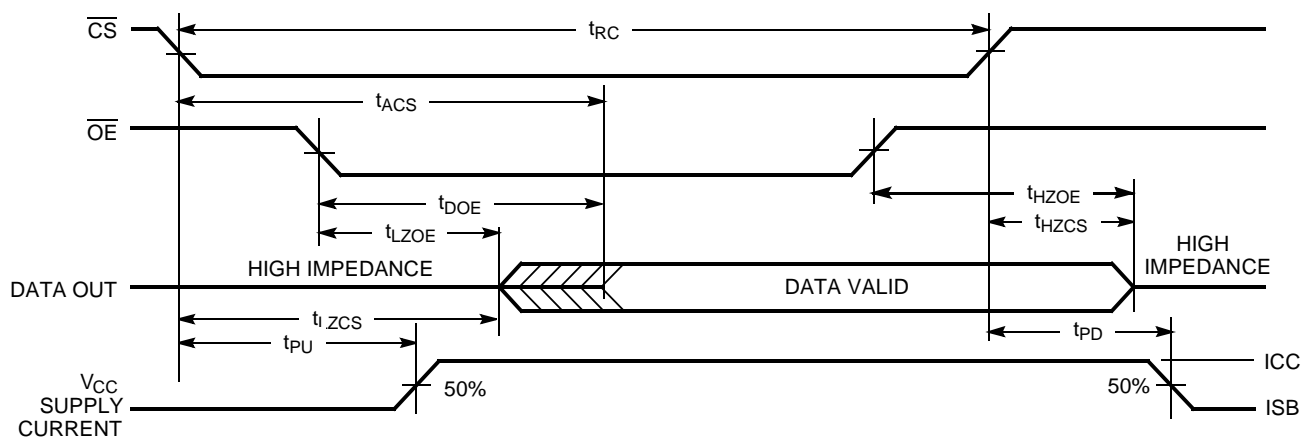 CS
tRC
tACS
OE
tDOE
tHZOE
tLZOE
tHZCS
HIGH IMPEDANCE
HIGH
IMPEDANCE
DATA OUT
DATA VALID
tLZCS
tPU
tPD
VCC
SUPPLY
CURRENT
50%
50%
ICC
ISB